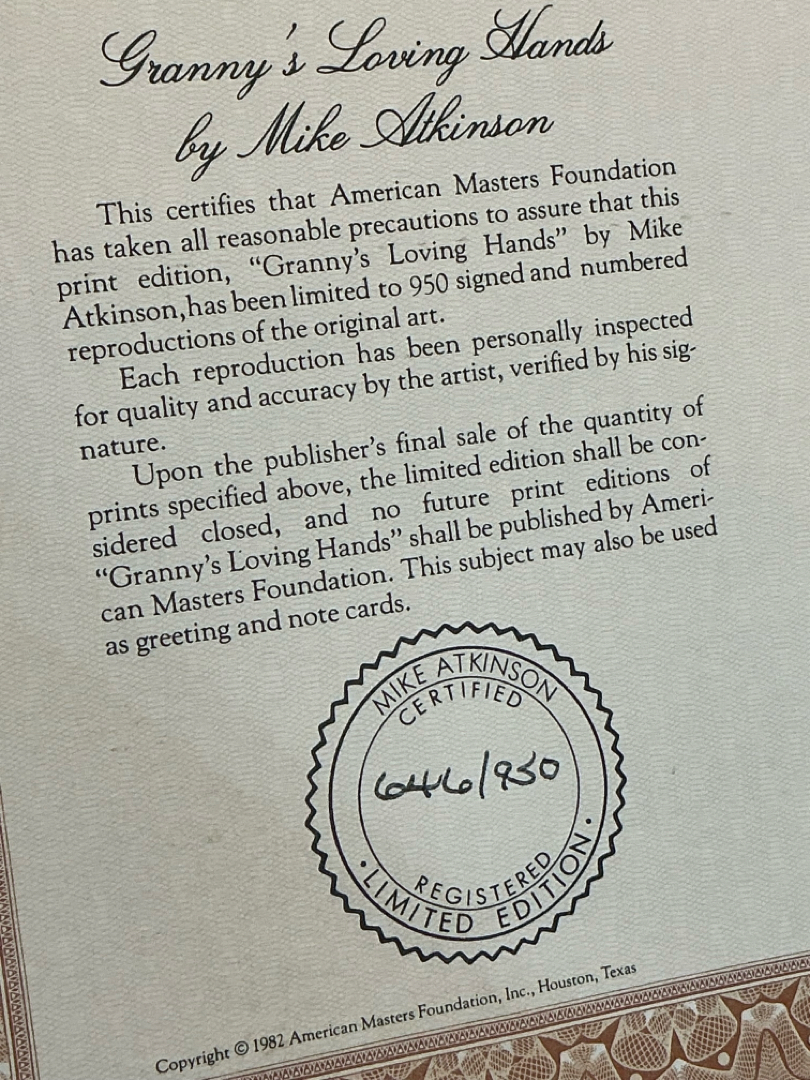 Granny's Loving Hands
by Mike Atkinson
This certifies that American Masters Foundation
has taken all reasonable precautions to assure that this
print edition, “Granny's Loving Hands” by Mike
Atkinson, has been limited to 950 signed and numbered
reproductions of the original art.
Each reproduction has been personally inspected
for quality and accuracy by the artist, verified by his sig-
nature.
Upon the publisher's final sale of the quantity of
prints specified above, the limited edition shall be con-
sidered closed, and no future print editions of
“Granny's Loving Hands” shall be published by Ameri-
can Masters Foundation. This subject may also be used
as greeting and note cards.
MIKE ATKINSON
CERTIFIED
646/950
REGISTERED
· LIMITED EDITION ·
Copyright © 1982 American Masters Foundation, Inc., Houston, Texas